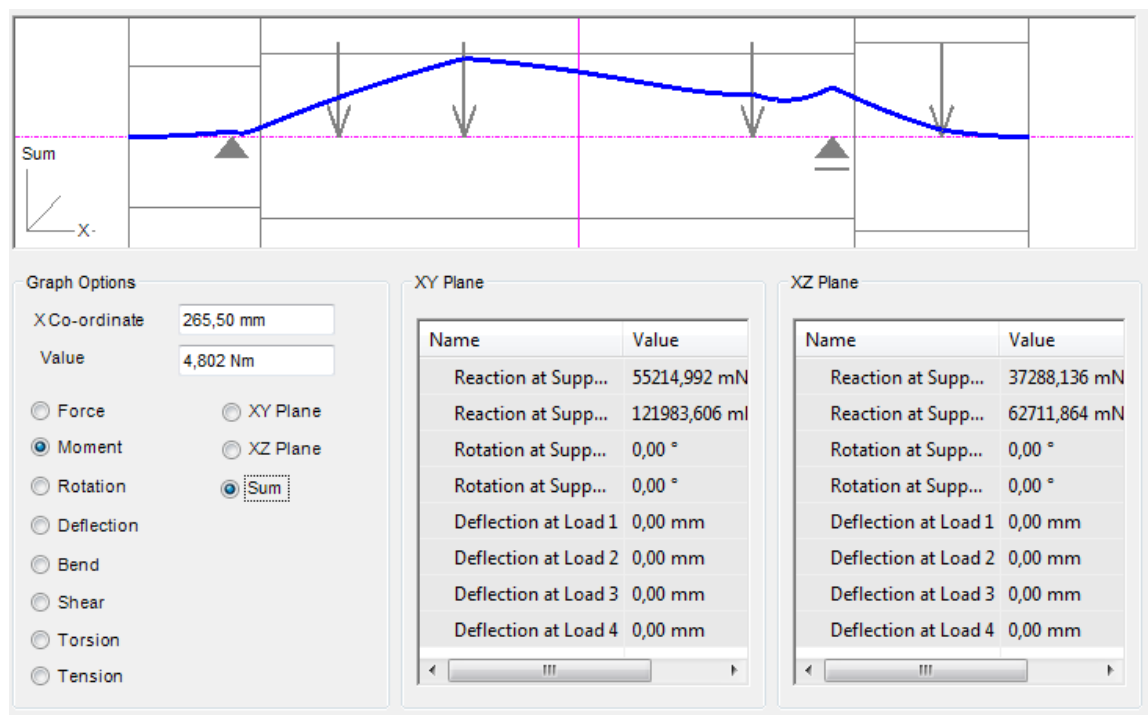 Sum
X-
Graph Options
X Co-ordinate 265,50 mm
Value 4,802 Nm
Force XY Plane
Moment XZ Plane
Rotation Sum
Deflection
Bend
Shear
Torsion
Tension
XY Plane
Name Value
Reaction at Supp... 55214,992 mN
Reaction at Supp... 121983,606 ml
Rotation at Supp... 0,00 °
Rotation at Supp... 0,00 °
Deflection at Load 1 0,00 mm
Deflection at Load 2 0,00 mm
Deflection at Load 3 0,00 mm
Deflection at Load 4 0,00 mm
XZ Plane
Name Value
Reaction at Supp... 37288,136 mN
Reaction at Supp... 62711,864 mN
Rotation at Supp... 0,00 °
Rotation at Supp... 0,00 °
Deflection at Load 1 0,00 mm
Deflection at Load 2 0,00 mm
Deflection at Load 3 0,00 mm
Deflection at Load 4 0,00 mm